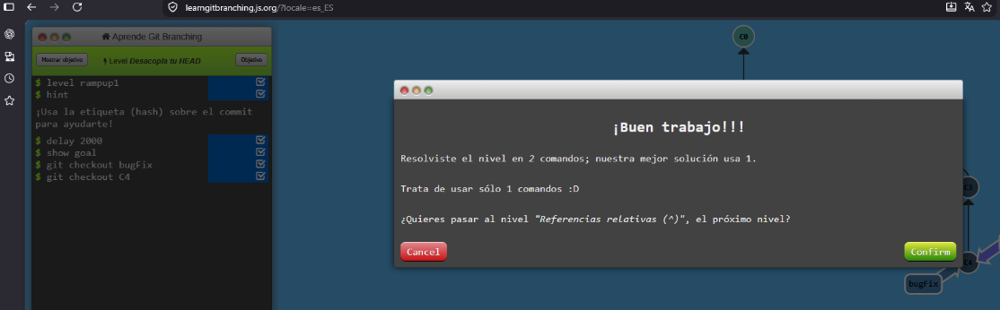 learngitbranching.js.org/?locale=es_ES
Aprende Git Branching
Mostrar objetivo
Level Desacopla tu HEAD
Objetivo
$ level rampup1
$ hint
¡Usa la etiqueta (hash) sobre el commit
para ayudarte!
$ delay 2000
$ show goal
$ git checkout bugFix
$ git checkout C4
C0
¡Buen trabajo!!!
Resolviste el nivel en 2 comandos; nuestra mejor solución usa 1.
Trata de usar sólo 1 comandos :D
¿Quieres pasar al nivel "Referencias relativas (^)", el próximo nivel?
Cancel
Confirm
C3
C4
bugFix